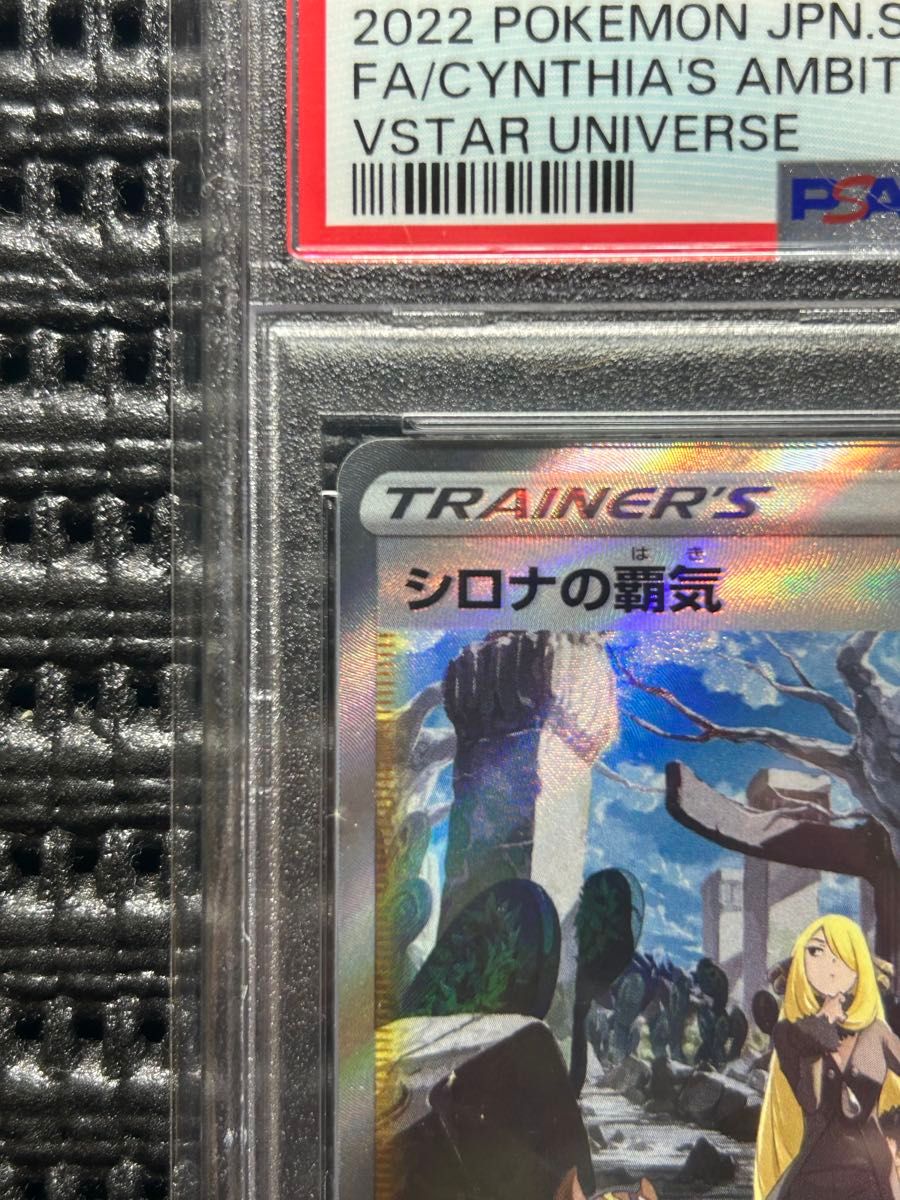 2022 POKEMON JPN.S
FA/CYNTHIA'S AMBIT
VSTAR UNIVERSE
PSA
TRAINER'S
はき
シロナの覇気